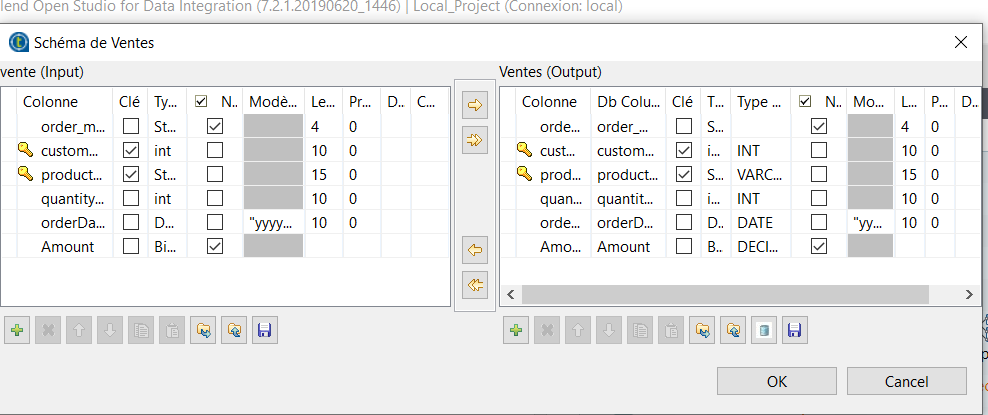 lend Open Studio for Data Integration (7.2.1.20190620_1446) | Local_Project (Connexion: local)
Schéma de Ventes
vente (Input)
Colonne Clé Ty... N.. Modè... Le... Pr... D.. C...
order_m... St... 4 0
custom... int 10 0
product... St... 15 0
quantity... int 10 0
orderDa... D... "yyyy... 10 0
Amount Bi...
Ventes (Output)
Colonne Db Colu... Clé T... Type ... N.. Mo... L... P... D.
orde... order_... S... 4 0
cust... custom... i... INT 10 0
prod... product... S... VARC... 15 0
quan... quantit... i... INT 10 0
orde... orderD... D.. DATE "yy... 10 0
Amo... Amount B... DECI...
OK
Cancel